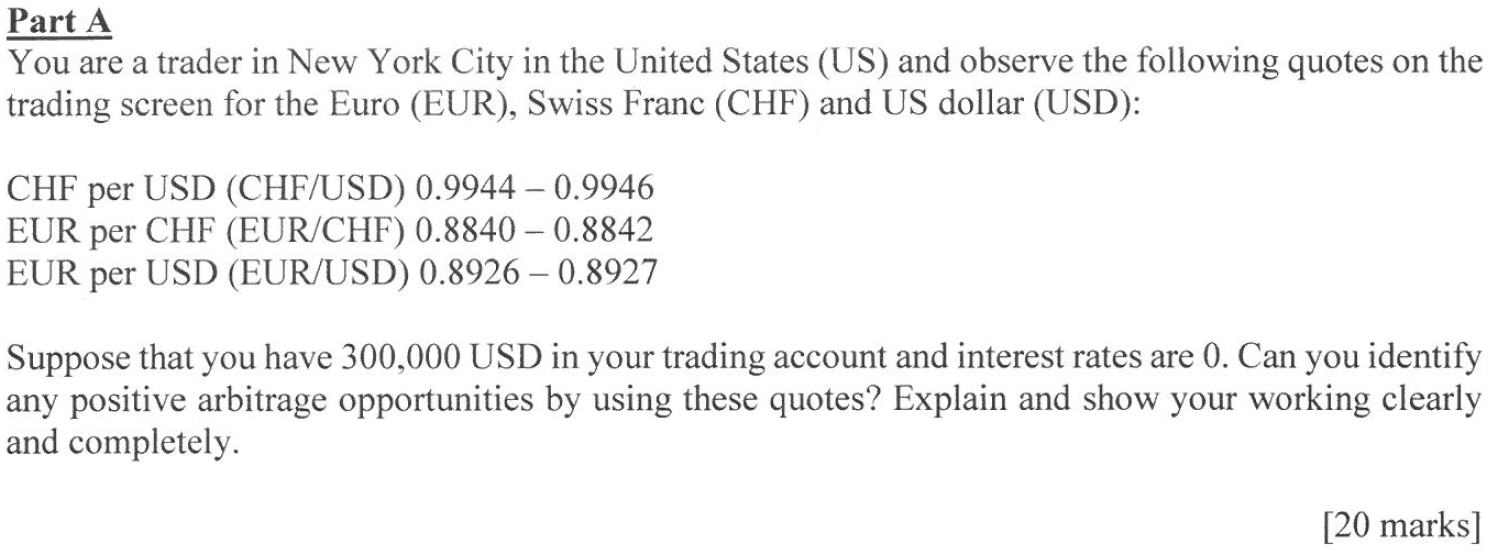 Part A
You are a trader in New York City in the United States (US) and observe the following quotes on the
trading screen for the Euro (EUR), Swiss Franc (CHF) and US dollar (USD):
CHF per USD (CHF/USD) 0.9944 – 0.9946
EUR per CHF (EUR/CHF) 0.8840 – 0.8842
EUR per USD (EUR/USD) 0.8926 – 0.8927
Suppose that you have 300,000 USD in your trading account and interest rates are 0. Can you identify
any positive arbitrage opportunities by using these quotes? Explain and show your working clearly
and completely.
[20 marks]